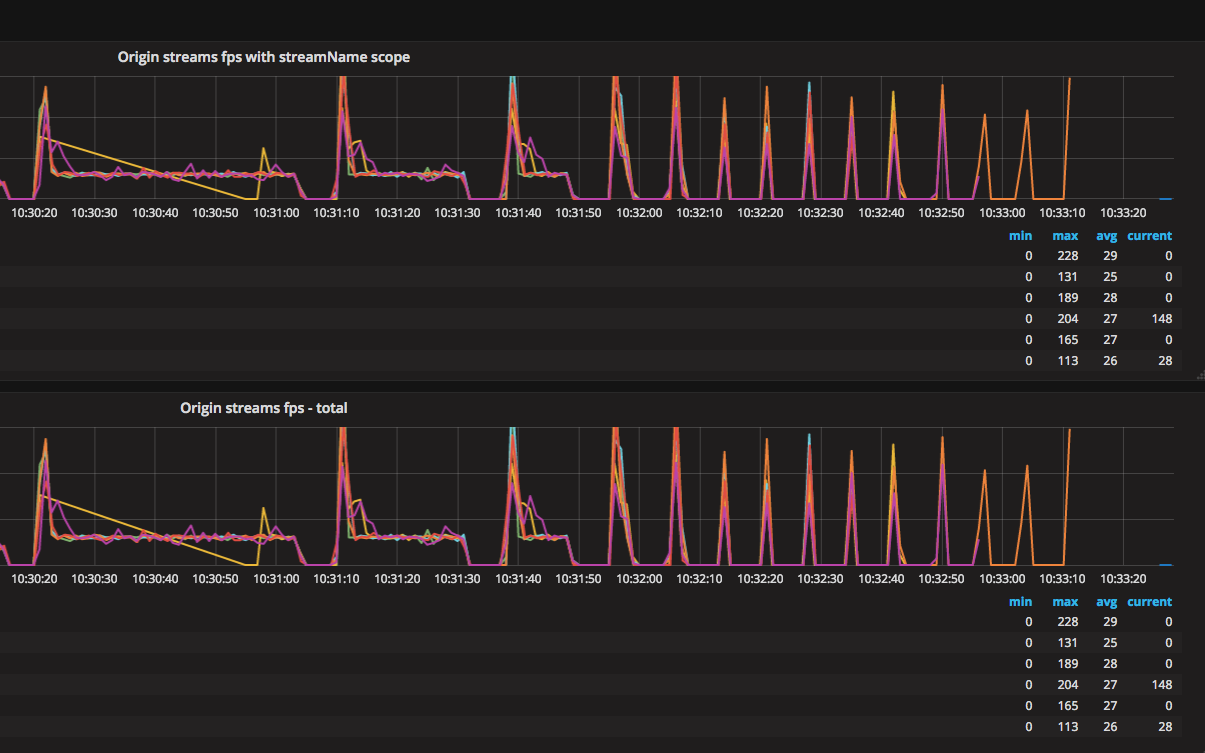 Origin streams fps with streamName scope
10:30:20 10:30:30 10:30:40 10:30:50 10:31:00 10:31:10 10:31:20 10:31:30 10:31:40 10:31:50 10:32:00 10:32:10 10:32:20 10:32:30 10:32:40 10:32:50 10:33:00 10:33:10 10:33:20
min max avg current
0 228 29 0
0 131 25 0
0 189 28 0
0 204 27 148
0 165 27 0
0 113 26 28
Origin streams fps - total
10:30:20 10:30:30 10:30:40 10:30:50 10:31:00 10:31:10 10:31:20 10:31:30 10:31:40 10:31:50 10:32:00 10:32:10 10:32:20 10:32:30 10:32:40 10:32:50 10:33:00 10:33:10 10:33:20
min max avg current
0 228 29 0
0 131 25 0
0 189 28 0
0 204 27 148
0 165 27 0
0 113 26 28